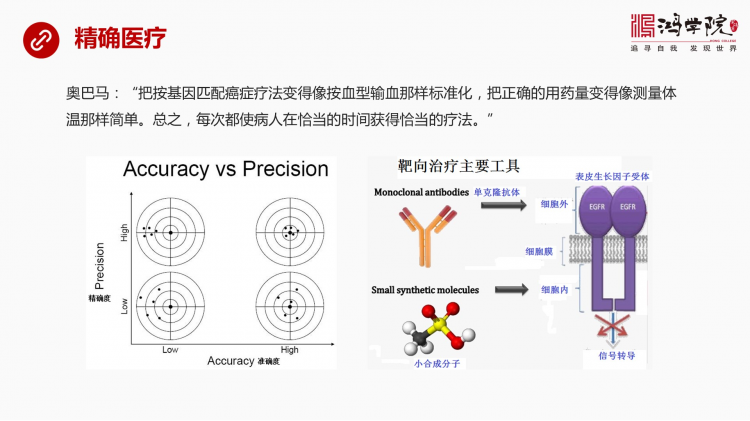 精确医疗
鸿学院
HONG COLLEGE
追寻自我 发现世界
奥巴马：“把按基因匹配癌症疗法变得像按血型输血那样标准化，把正确的用药量变得像测量体
温那样简单。总之，每次都使病人在恰当的时间获得恰当的疗法。”
Accuracy vs Precision
High
Precision
精确度
Low
Low
High
Accuracy 准确度
靶向治疗主要工具
表皮生长因子受体
Monoclonal antibodies 单克隆抗体
细胞外
EGFR
EGFR
细胞膜
Small synthetic molecules
细胞内
信号转导
小合成分子